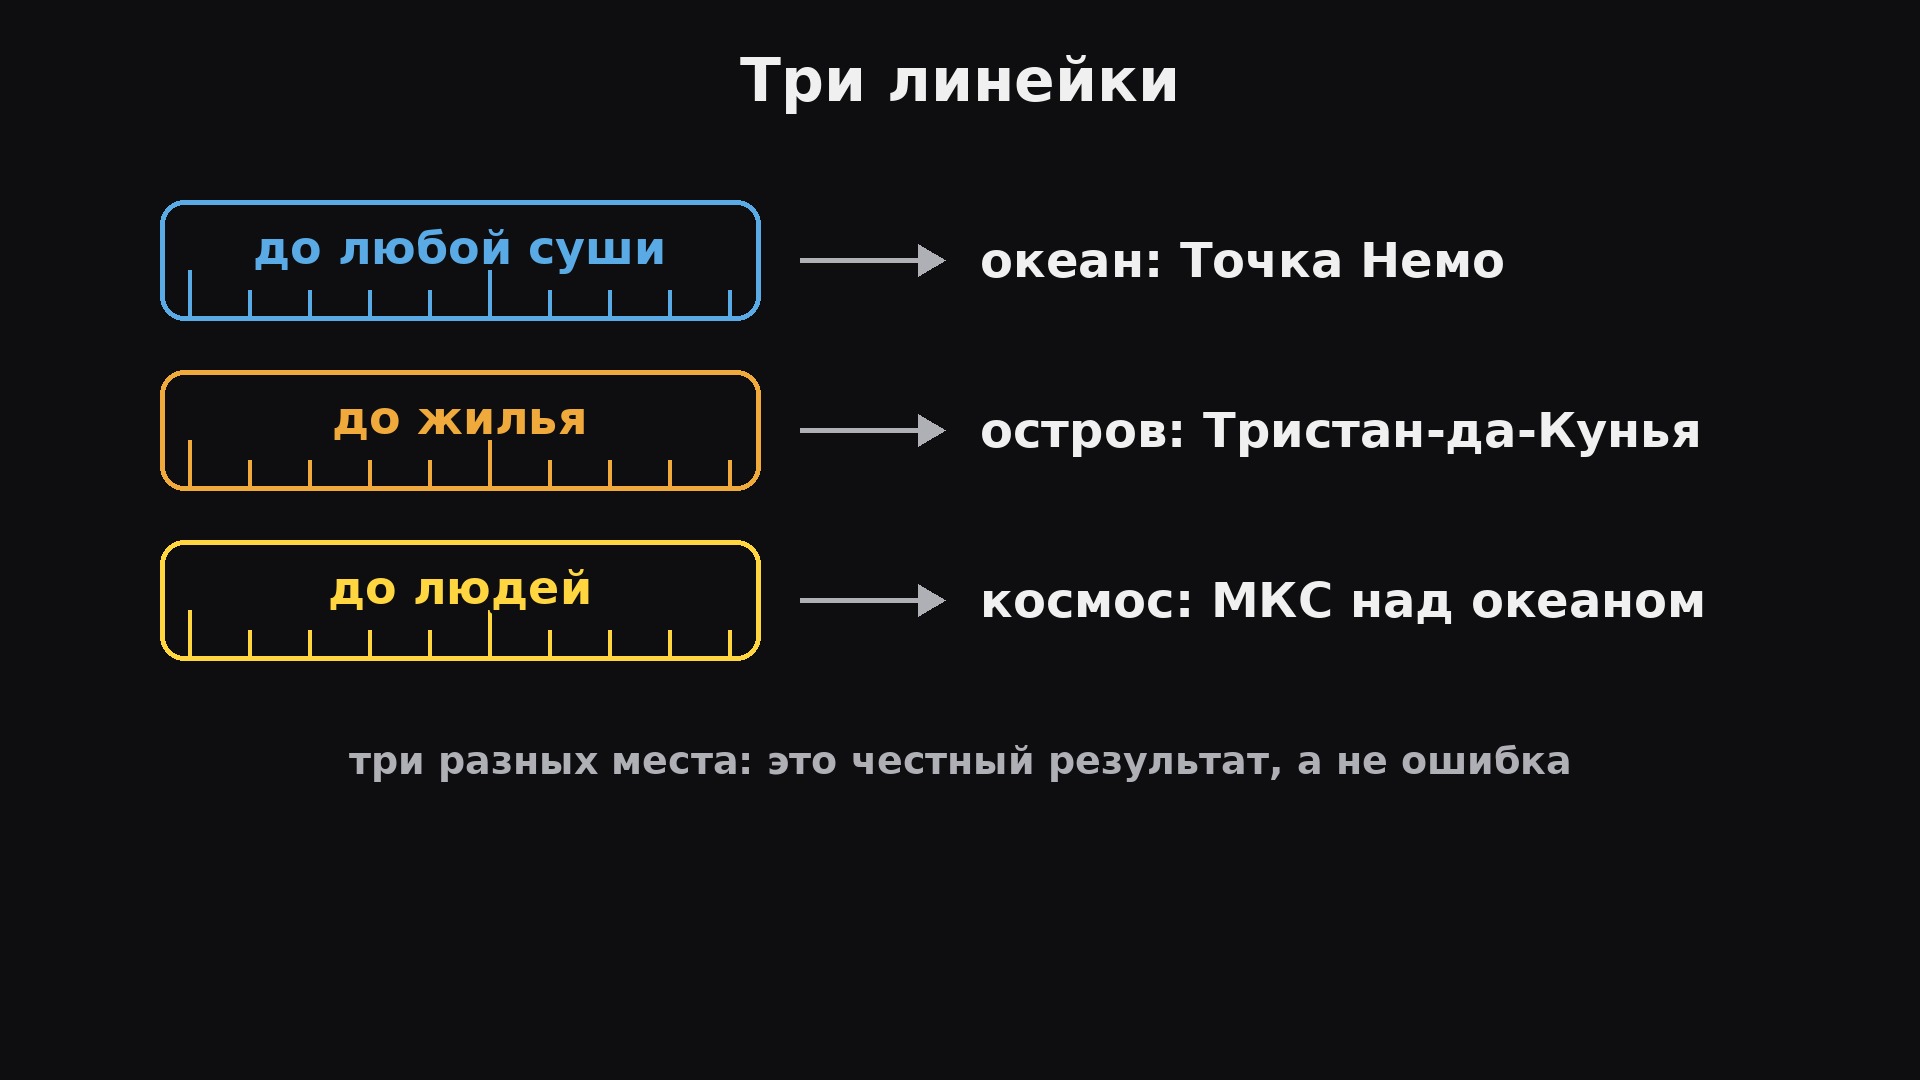 Три линейки
до любой суши
океан: Точка Немо
до жилья
остров: Тристан-да-Кунья
до людей
космос: МКС над океаном
три разных места: это честный результат, а не ошибка